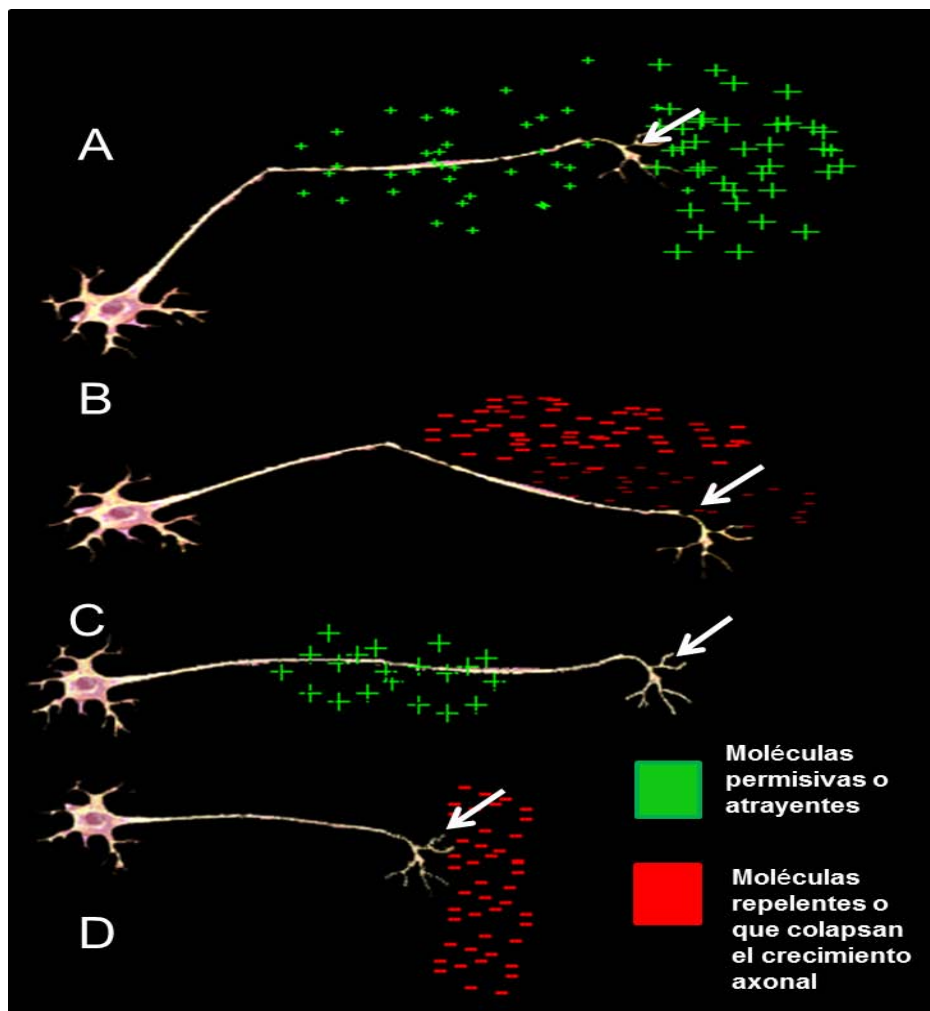 A
B
C
D
Moléculas
permisivas o
atrayentes
Moléculas
repelentes o
que colapsan
el crecimiento
axonal